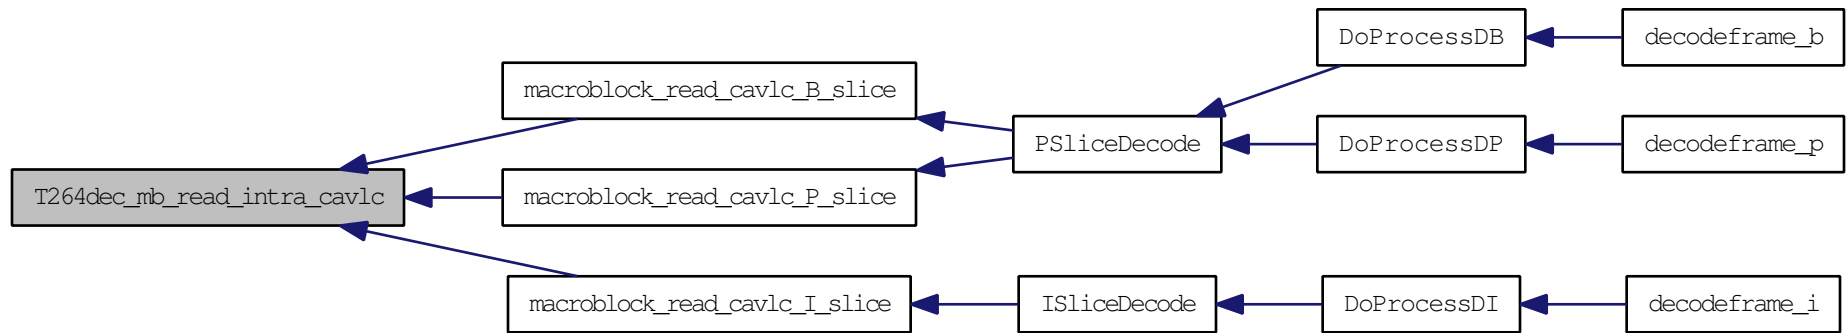 DoProcessDB
decodeframe_b
macroblock_read_cavlc_B_slice
PSliceDecode
DoProcessDP
decodeframe_p
T264dec_mb_read_intra_cavlc
macroblock_read_cavlc_P_slice
macroblock_read_cavlc_I_slice
ISliceDecode
DoProcessDI
decodeframe_i